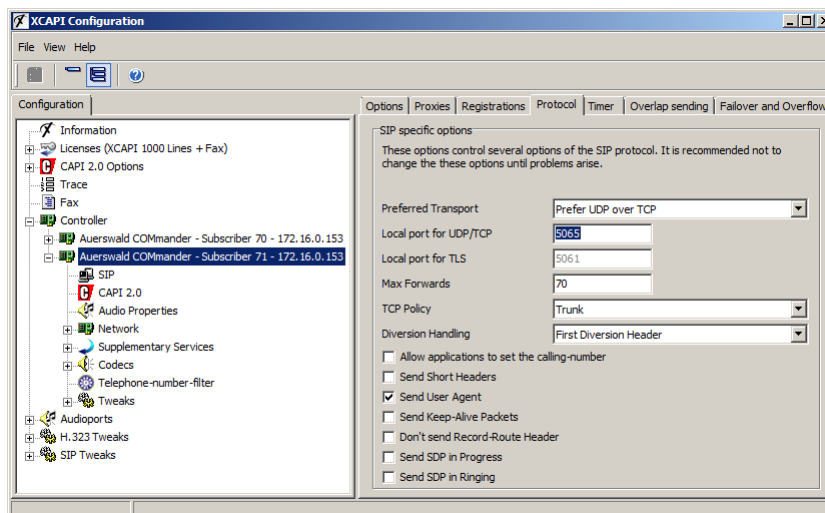 XCAPI Configuration
File View Help
Configuration
Information
Licenses (XCAPI 1000 Lines + Fax)
CAPI 2.0 Options
Trace
Fax
Controller
Auerswald COMmander - Subscriber 70 - 172.16.0.153
Auerswald COMmander - Subscriber 71 - 172.16.0.153
SIP
CAPI 2.0
Audio Properties
Network
Supplementary Services
Codecs
Telephone-number-filter
Tweaks
Audioports
H.323 Tweaks
SIP Tweaks
Options Proxies Registrations Protocol Timer Overlap sending Failover and Overflow
SIP specific options
These options control several options of the SIP protocol. It is recommended not to
change the these options until problems arise.
Preferred Transport Prefer UDP over TCP
Local port for UDP/TCP 5065
Local port for TLS 5061
Max Forwards 70
TCP Policy Trunk
Diversion Handling First Diversion Header
Allow applications to set the calling-number
Send Short Headers
Send User Agent
Send Keep-Alive Packets
Don't send Record-Route Header
Send SDP in Progress
Send SDP in Ringing